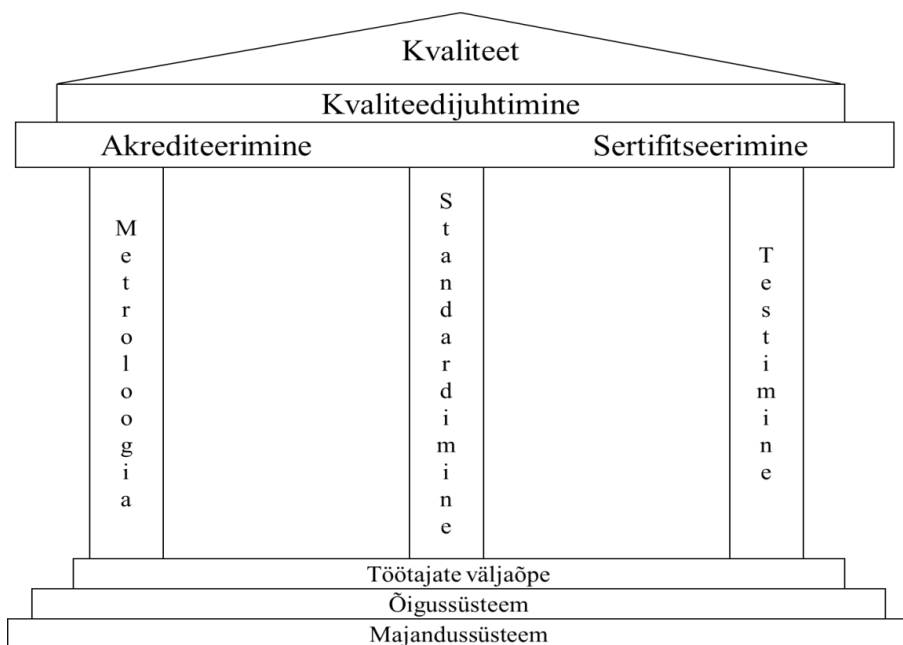 Kvaliteet
Kvaliteedijuhtimine
Akrediteerimine
Sertifitseerimine
Metroloogia
Standardimine
Testimine
Töötajate väljaõpe
Õigussüsteem
Majandussüsteem